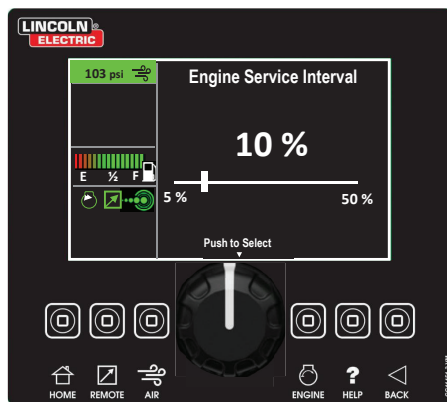 LINCOLN ®
ELECTRIC
103 psi
Engine Service Interval
10 %
E ½ F
5 %
50 %
Push to Select
HOME
REMOTE
AIR
ENGINE
?
HELP
BACK